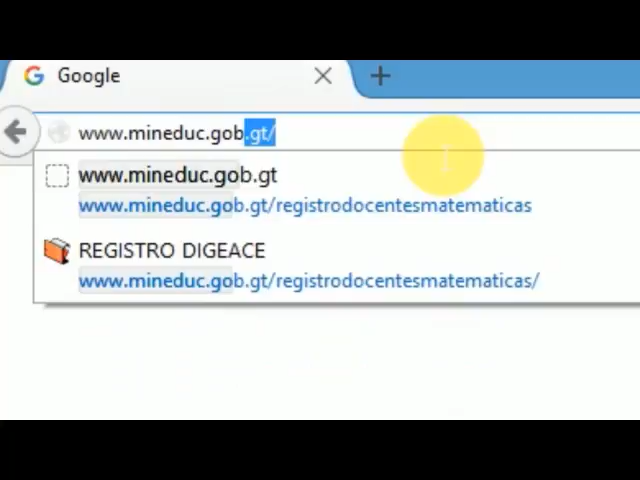 Google
www.mineduc.gob.gt/
www.mineduc.gob.gt
www.mineduc.gob.gt/registrodocentesmatematicas
REGISTRO DIGEACE
www.mineduc.gob.gt/registrodocentesmatematicas/